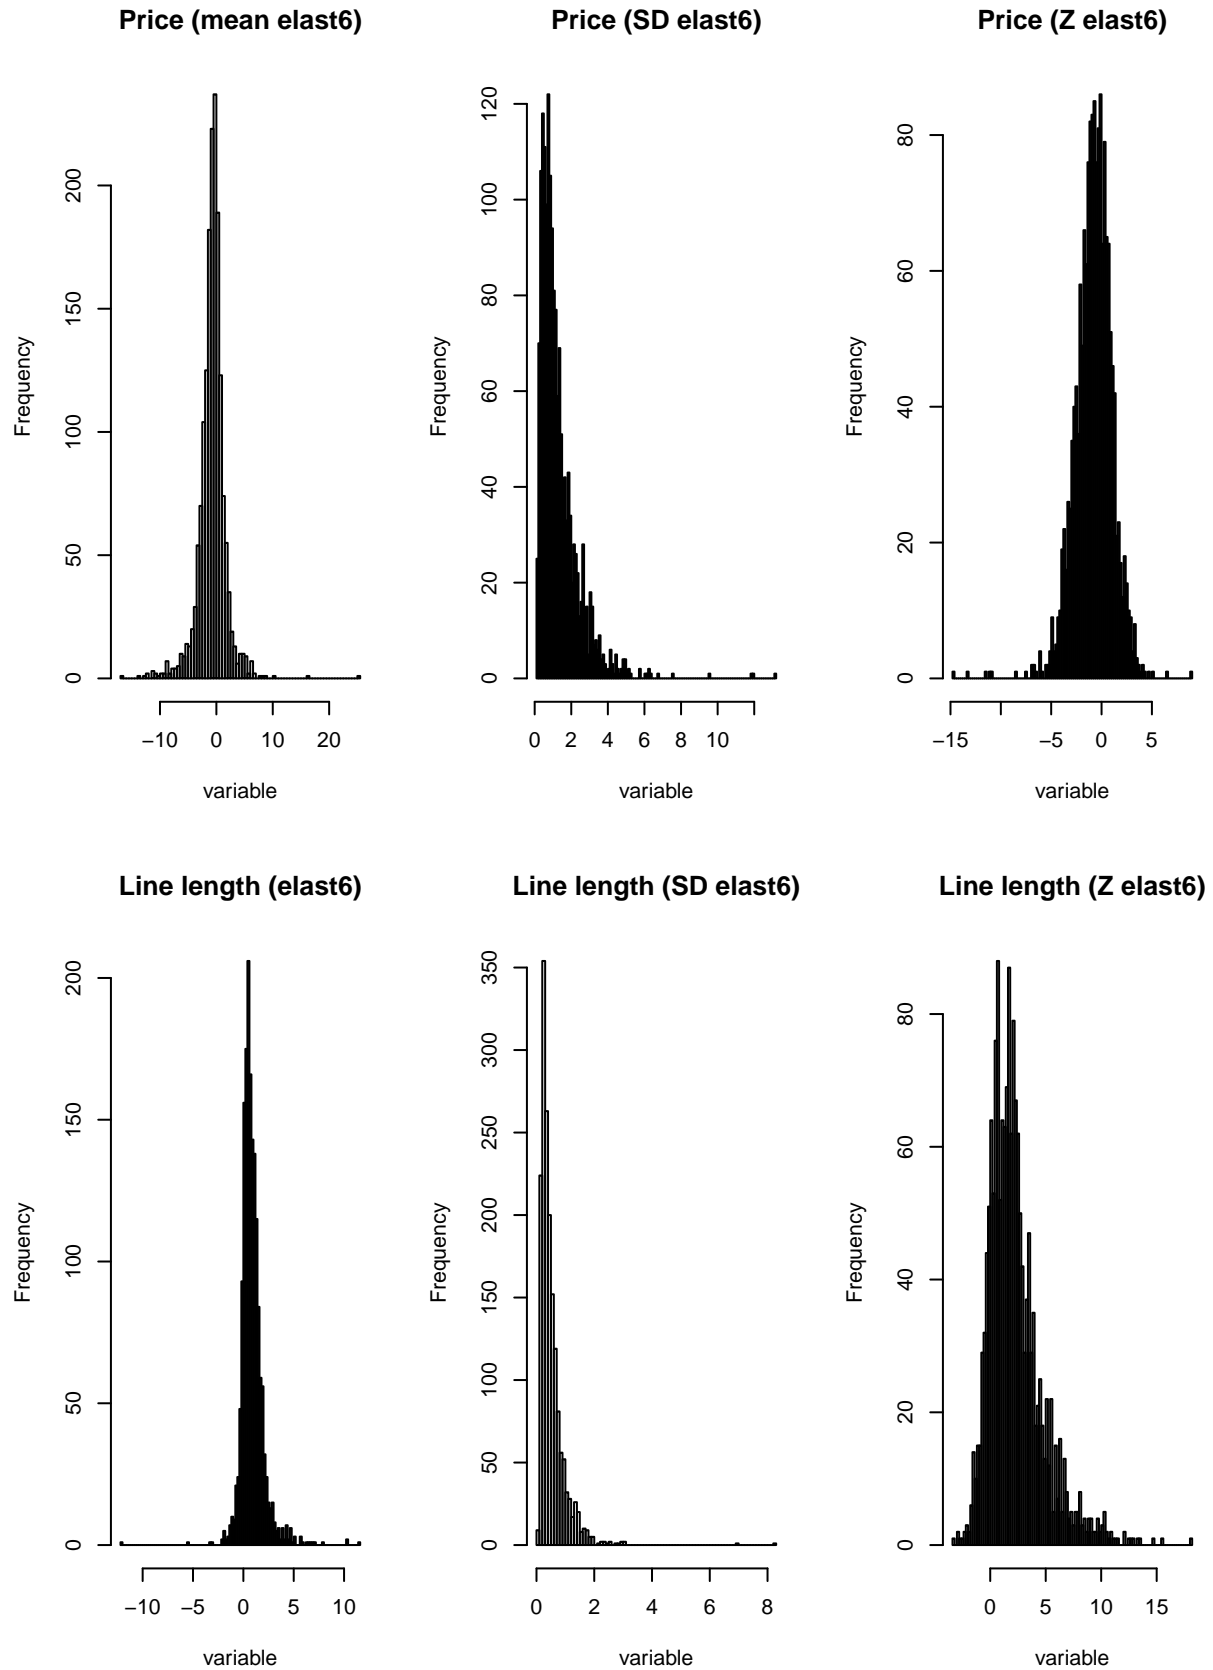 Price (mean elast6)
Price (SD elast6)
Price (Z elast6)
Frequency
0 50 100 150 200
−10 0 10 20
variable
Frequency
0 20 40 60 80 100 120
0 2 4 6 8 10
variable
Frequency
0 20 40 60 80
−15 −5 0 5
variable
Line length (elast6)
Line length (SD elast6)
Line length (Z elast6)
Frequency
0 50 100 150 200
−10 −5 0 5 10
variable
Frequency
0 50 100 150 200 250 300 350
0 2 4 6 8
variable
Frequency
0 20 40 60 80
0 5 10 15
variable